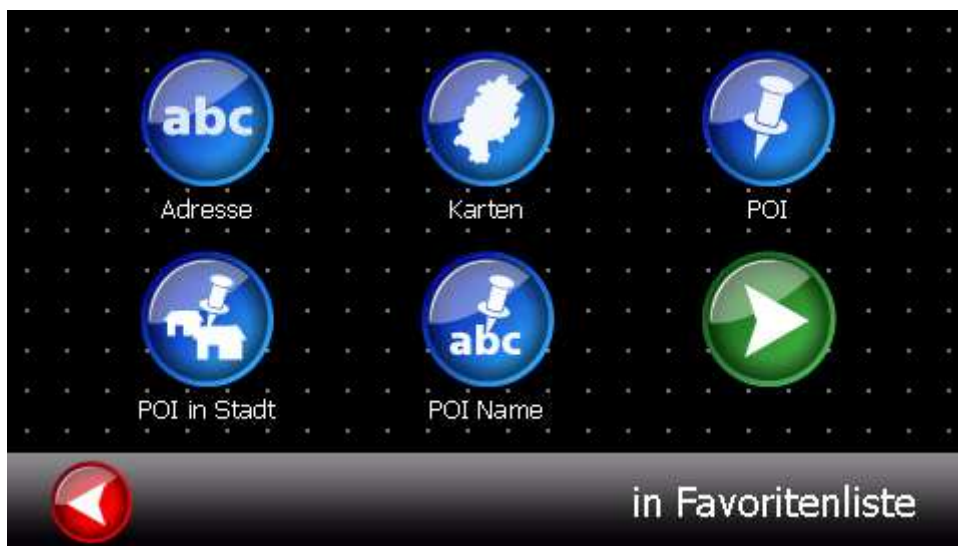 abc
Adresse
Karten
POI
abc
POI in Stadt
POI Name
in Favoritenliste